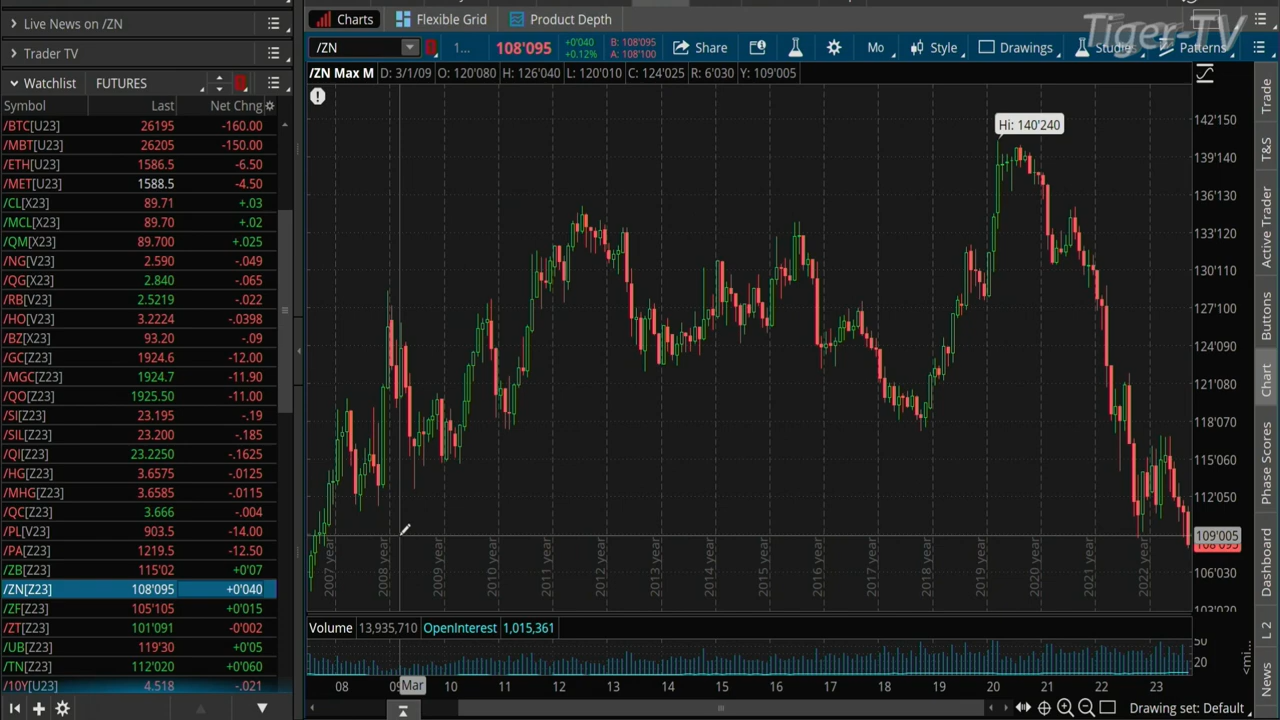 Live News on /ZN
Trader TV
Watchlist FUTURES
Symbol Last Net Chng
/BTC[U23] 26195 -160.00
/MBT[U23] 26205 -150.00
/ETH[U23] 1586.5 -6.50
/MET[U23] 1588.5 -4.50
/CL[X23] 89.71 +.03
/MCL[X23] 89.70 +.02
/QM[X23] 89.700 +.025
/NG[V23] 2.590 -.049
/QG[V23] 2.840 -.065
/RB[V23] 2.5219 -.022
/HO[V23] 3.2224 -.0398
/BZ[X23] 93.20 -.09
/GC[Z23] 1924.6 -12.00
/MGC[Z23] 1924.7 -11.90
/QO[Z23] 1925.50 -11.00
/SI[Z23] 23.195 -.19
/SIL[Z23] 23.200 -.185
/QI[Z23] 23.2250 -.1625
/HG[Z23] 3.6575 -.0115
/MHG[Z23] 3.6585 -.0115
/QC[Z23] 3.666 -.004
/PL[V23] 903.5 -14.00
/PA[Z23] 1219.5 -12.50
/ZB[Z23] 115'02 +0'07
/ZN[Z23] 108'095 +0'040
/ZF[Z23] 105'105 +0'015
/ZT[Z23] 101'091 -0'002
/UB[Z23] 119'30 +0'05
/TN[Z23] 112'020 +0'060
/10Y[U23] 4.518 -.021
Charts Flexible Grid Product Depth
Tiger-TV
/ZN 1... 108'095 +0'040 +0.12% B: 108'095 A: 108'100 Share Mo Style Drawings Studies Patterns
/ZN Max M D: 3/1/09 O: 120'080 H: 126'040 L: 120'010 C: 124'025 R: 6'030 Y: 109'005
Hi: 140'240
142'150
139'140
136'130
133'120
130'110
127'100
124'090
121'080
118'070
115'060
112'050
109'005
108'095
106'030
103'020
2007 year 2008 year 2009 year 2010 year 2011 year 2012 year 2013 year 2014 year 2015 year 2016 year 2017 year 2018 year 2019 year 2020 year 2021 year 2022 year
Volume 13,935,710 OpenInterest 1,015,361
50
20
<mi...
08 09 Mar 10 11 12 13 14 15 16 17 18 19 20 21 22 23
Drawing set: Default
Trade
T&S
Active Trader
Buttons
Chart
Phase Scores
Dashboard
L 2
News